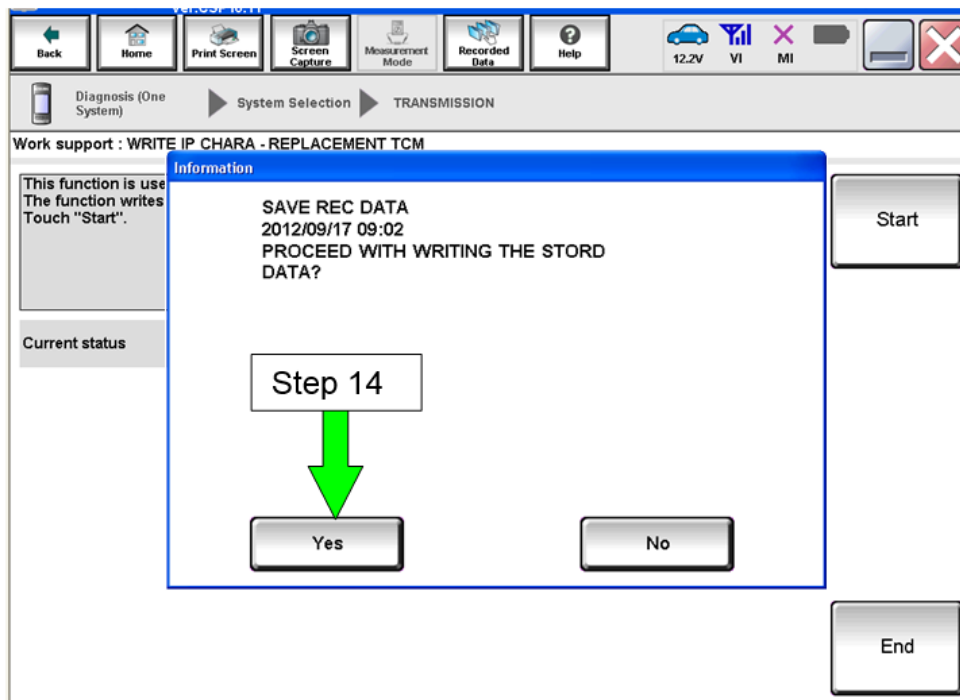 Back
Home
Print Screen
Screen
Capture
Measurement
Mode
Recorded
Data
Help
12.2V
VI
MI
Diagnosis (One
System)
System Selection
TRANSMISSION
Work support : WRITE IP CHARA - REPLACEMENT TCM
Information
This function is use
The function writes
Touch "Start".
SAVE REC DATA
2012/09/17 09:02
PROCEED WITH WRITING THE STORD
DATA?
Start
Current status
Step 14
Yes
No
End